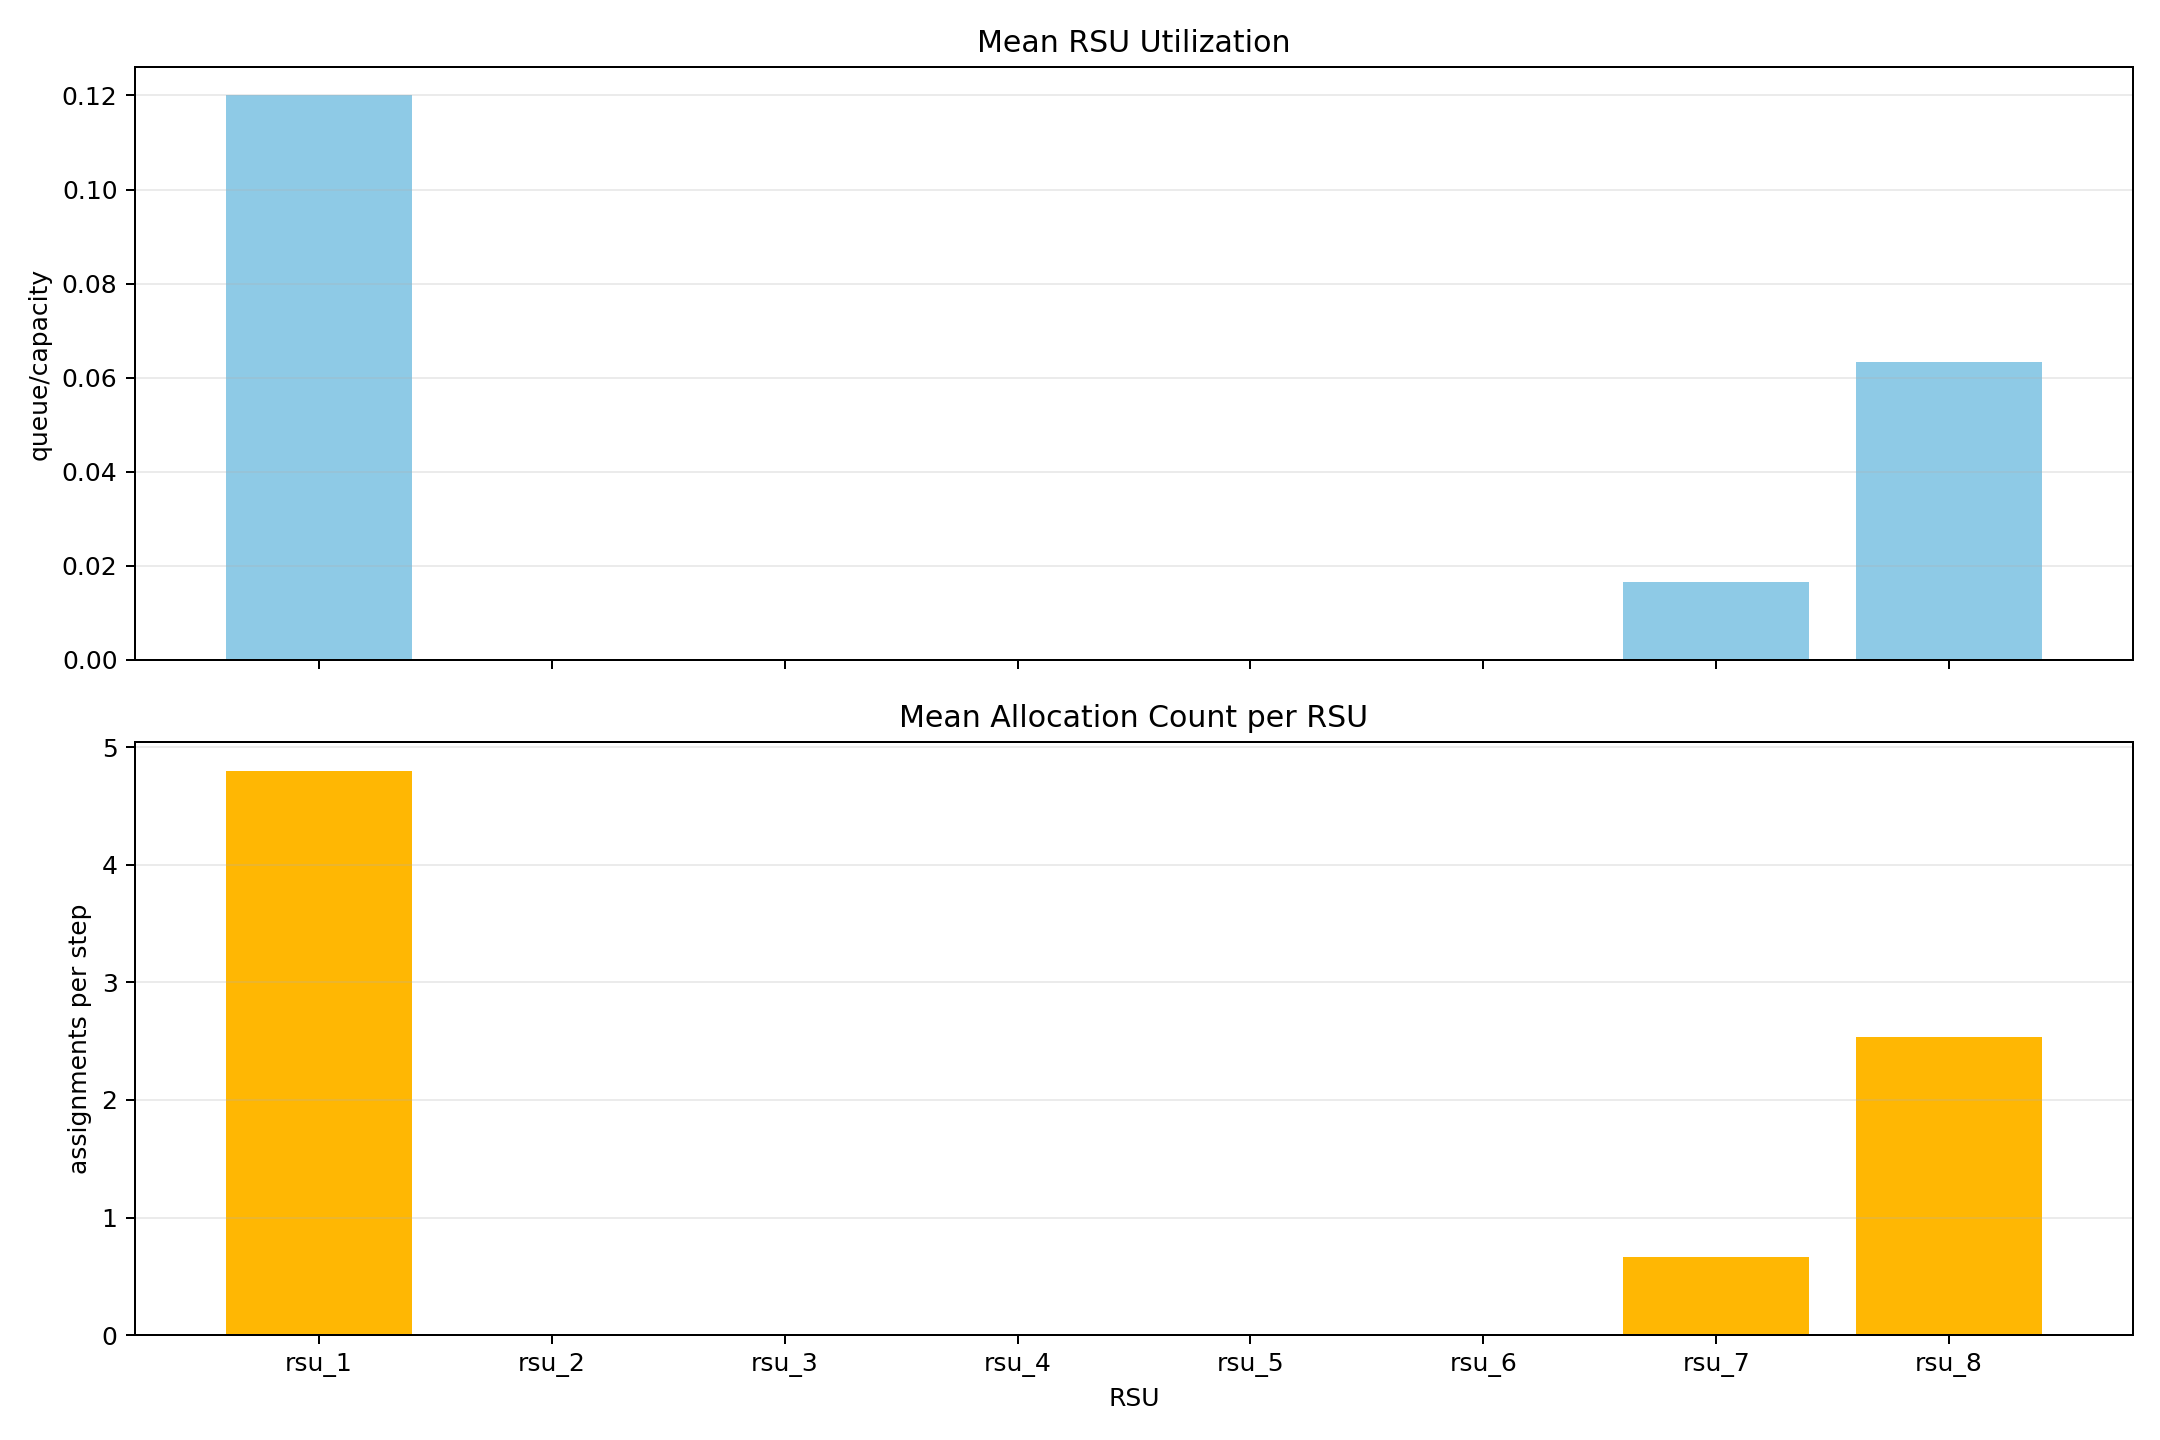 Mean RSU Utilization
0.12
0.10
0.08
0.06
0.04
0.02
0.00
queue/capacity
Mean Allocation Count per RSU
5
4
3
2
1
0
assignments per step
rsu_1 rsu_2 rsu_3 rsu_4 rsu_5 rsu_6 rsu_7 rsu_8
RSU